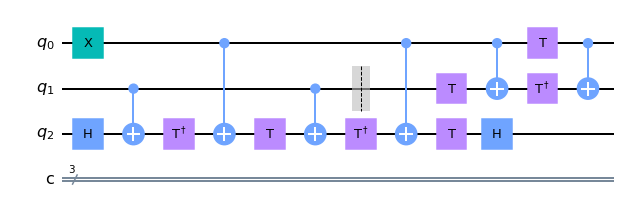 q0 X T
q1 T T†
q2 H T† T T† T H
3
c